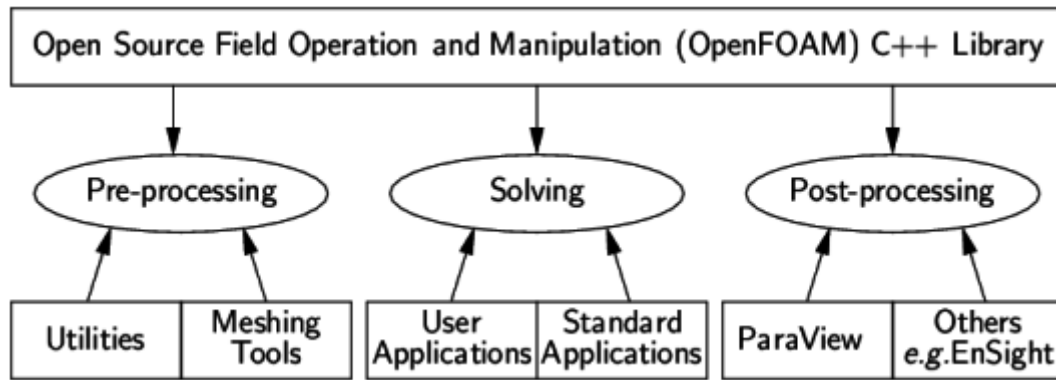 Open Source Field Operation and Manipulation (OpenFOAM) C++ Library
Pre-processing
Solving
Post-processing
Utilities
Meshing
Tools
User
Applications
Standard
Applications
ParaView
Others
e.g.EnSight